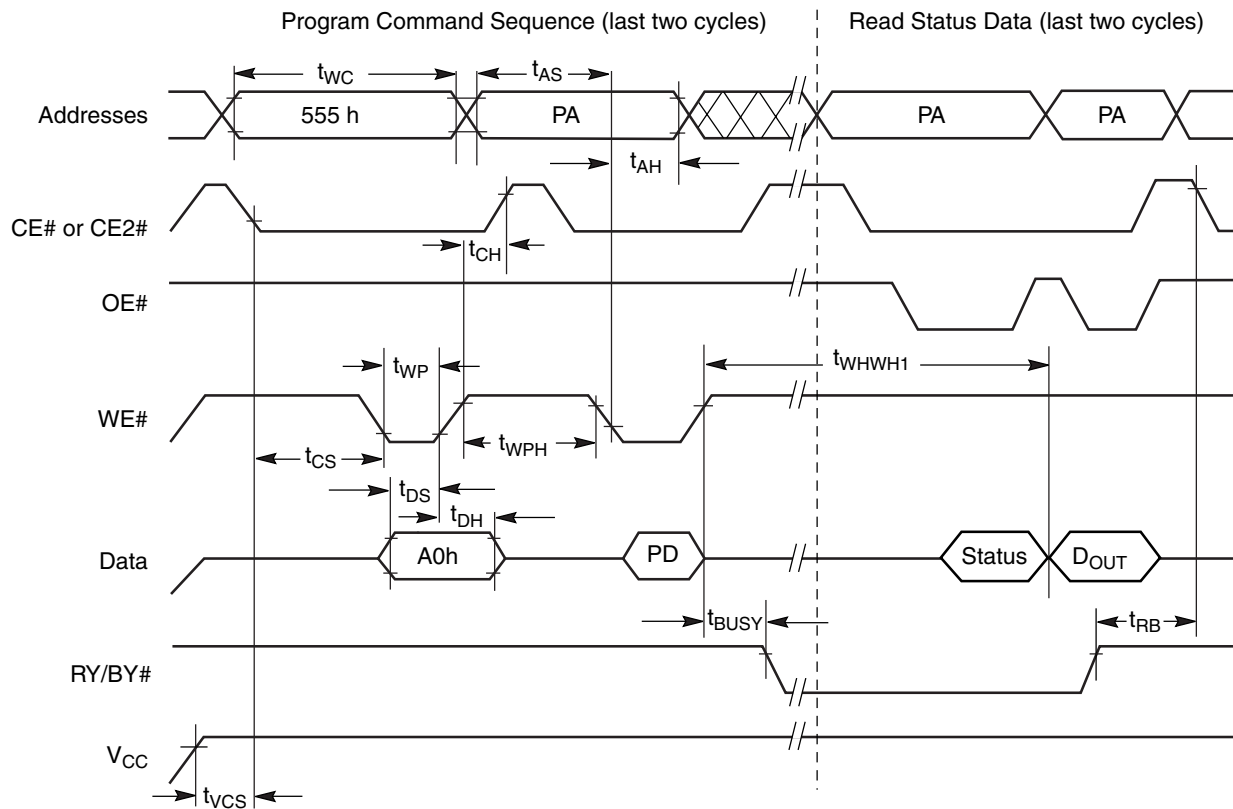 Program Command Sequence (last two cycles) Read Status Data (last two cycles)
tWC tAS
Addresses 555 h PA PA PA
tAH
CE# or CE2#
tCH
OE#
tWP tWHWH1
WE#
tWPH
tCS
tDS
tDH
Data A0h PD Status DOUT
tBUSY tRB
RY/BY#
VCC
tVCS